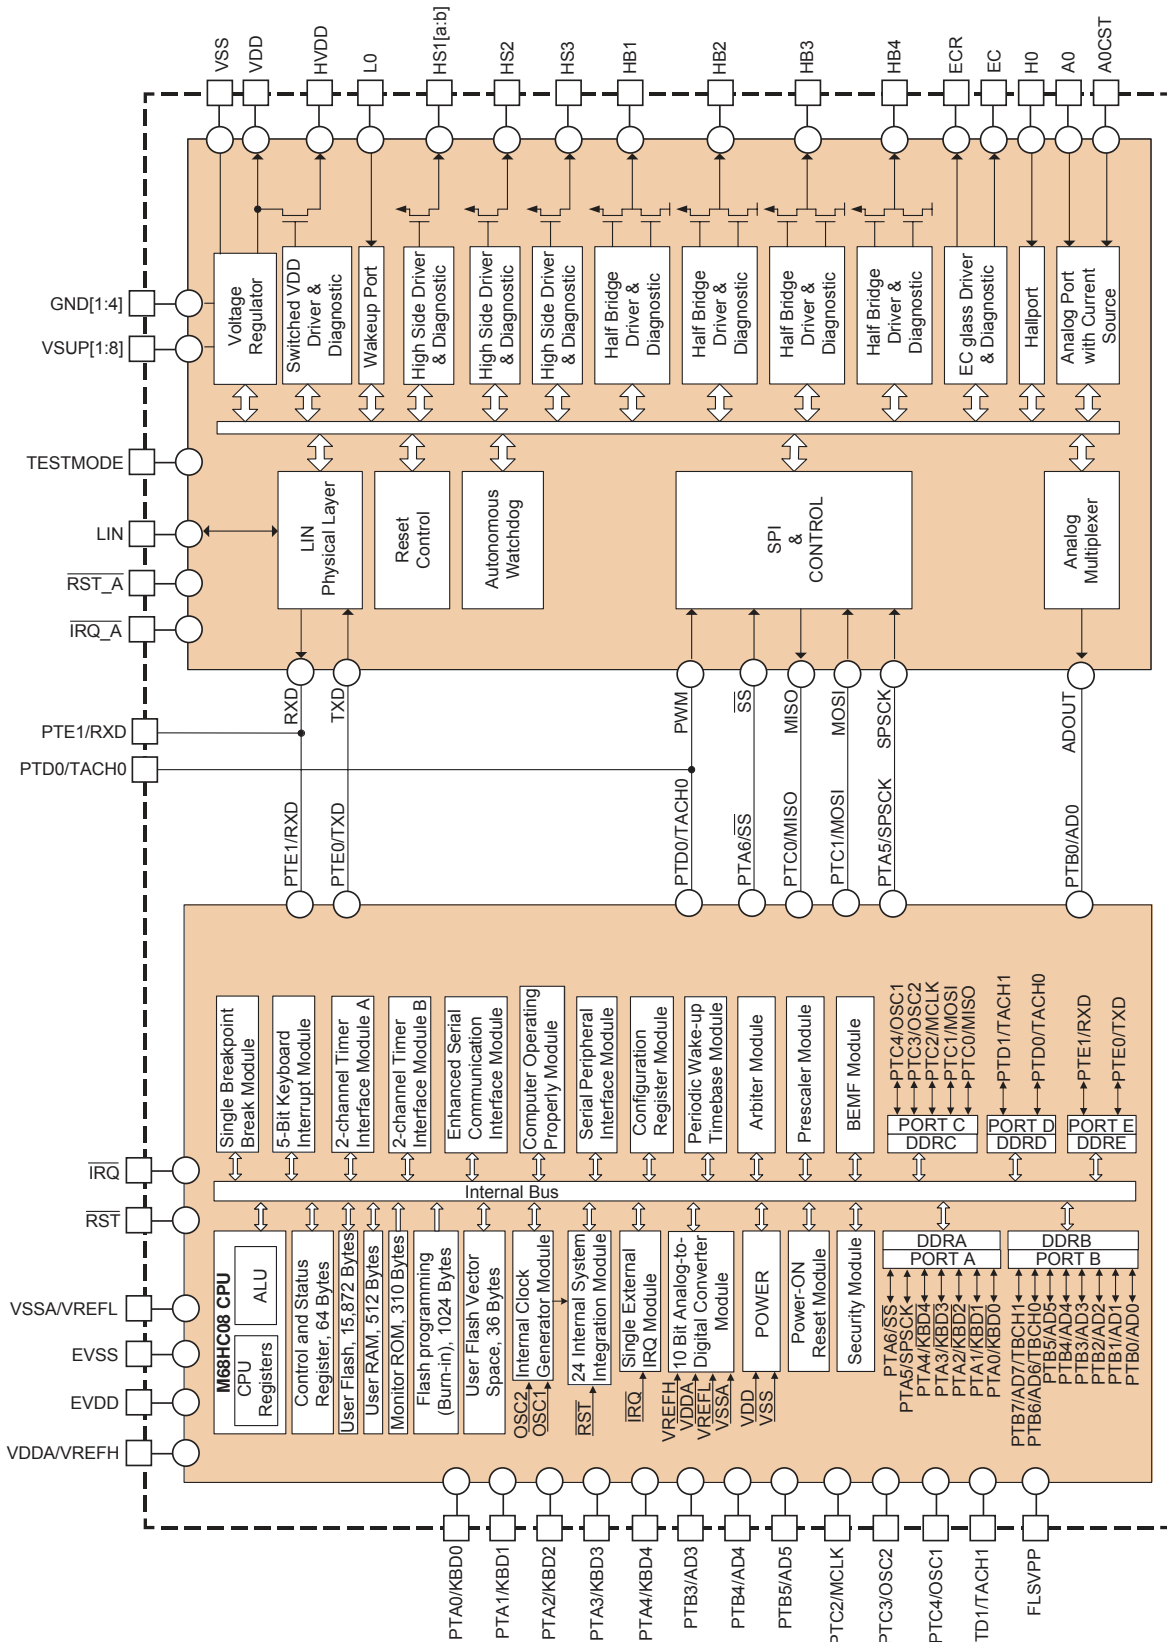 VSS
VDD
HVDD
L0
HS1[a:b]
HS2
HS3
HB1
HB2
HB3
HB4
ECR
EC
H0
A0
A0CST
GND[1:4]
VSUP[1:8]
TESTMODE
LIN
RST_A
IRQ_A
PTE1/RXD
PTD0/TACH0
Voltage
Regulator
Switched VDD
Driver &
Diagnostic
Wakeup Port
High Side Driver
& Diagnostic
High Side Driver
& Diagnostic
High Side Driver
& Diagnostic
Half Bridge
Driver &
Diagnostic
Half Bridge
Driver &
Diagnostic
Half Bridge
Driver &
Diagnostic
Half Bridge
Driver &
Diagnostic
EC glass Driver
& Diagnostic
Hallport
Analog Port
with Current
Source
LIN
Physical Layer
Reset
Control
Autonomous
Watchdog
SPI
&
CONTROL
Analog
Multiplexer
RXD
TXD
PWM
SS
MISO
MOSI
SPSCK
ADOUT
PTE1/RXD
PTE0/TXD
PTD0/TACH0
PTA6/SS
PTC0/MISO
PTC1/MOSI
PTA5/SPSCK
PTB0/AD0
Single Breakpoint
Break Module
5-Bit Keyboard
Interrupt Module
2-channel Timer
Interface Module A
2-channel Timer
Interface Module B
Enhanced Serial
Communication
Interface Module
Computer Operating
Properly Module
Serial Peripheral
Interface Module
Configuration
Register Module
Periodic Wake-up
Timebase Module
Arbiter Module
Prescaler Module
BEMF Module
PTC4/OSC1
PTC3/OSC2
PTC2/MCLK
PTC1/MOSI
PTC0/MISO
PORT C
DDRC
PTD1/TACH1
PTD0/TACH0
PORT D
DDRD
PTE1/RXD
PTE0/TXD
PORT E
DDRE
Internal Bus
IRQ
RST
VSSA/VREFL
EVSS
EVDD
VDDA/VREFH
M68HC08 CPU
CPU
Registers
ALU
Control and Status
Register, 64 Bytes
User Flash, 15,872 Bytes
User RAM, 512 Bytes
Monitor ROM, 310 Bytes
Flash programming
(Burn-in), 1024 Bytes
User Flash Vector
Space, 36 Bytes
OSC2
OSC1
Internal Clock
Generator Module
RST
24 Internal System
Integration Module
IRQ
Single External
IRQ Module
VREFH
VDDA
VREFL
VSSA
10 Bit Analog-to-
Digital Converter
Module
VDD
VSS
POWER
Power-ON
Reset Module
Security Module
DDRA
PORT A
PTA6/SS
PTA5/SPSCK
PTA4/KBD4
PTA3/KBD3
PTA2/KBD2
PTA1/KBD1
PTA0/KBD0
DDRB
PORT B
PTB7/AD7/TBCH1
PTB6/AD6/TBCH0
PTB5/AD5
PTB4/AD4
PTB3/AD3
PTB2/AD2
PTB1/AD1
PTB0/AD0
PTA0/KBD0
PTA1/KBD1
PTA2/KBD2
PTA3/KBD3
PTA4/KBD4
PTB3/AD3
PTB4/AD4
PTB5/AD5
PTC2/MCLK
PTC3/OSC2
PTC4/OSC1
TD1/TACH1
FLSVPP